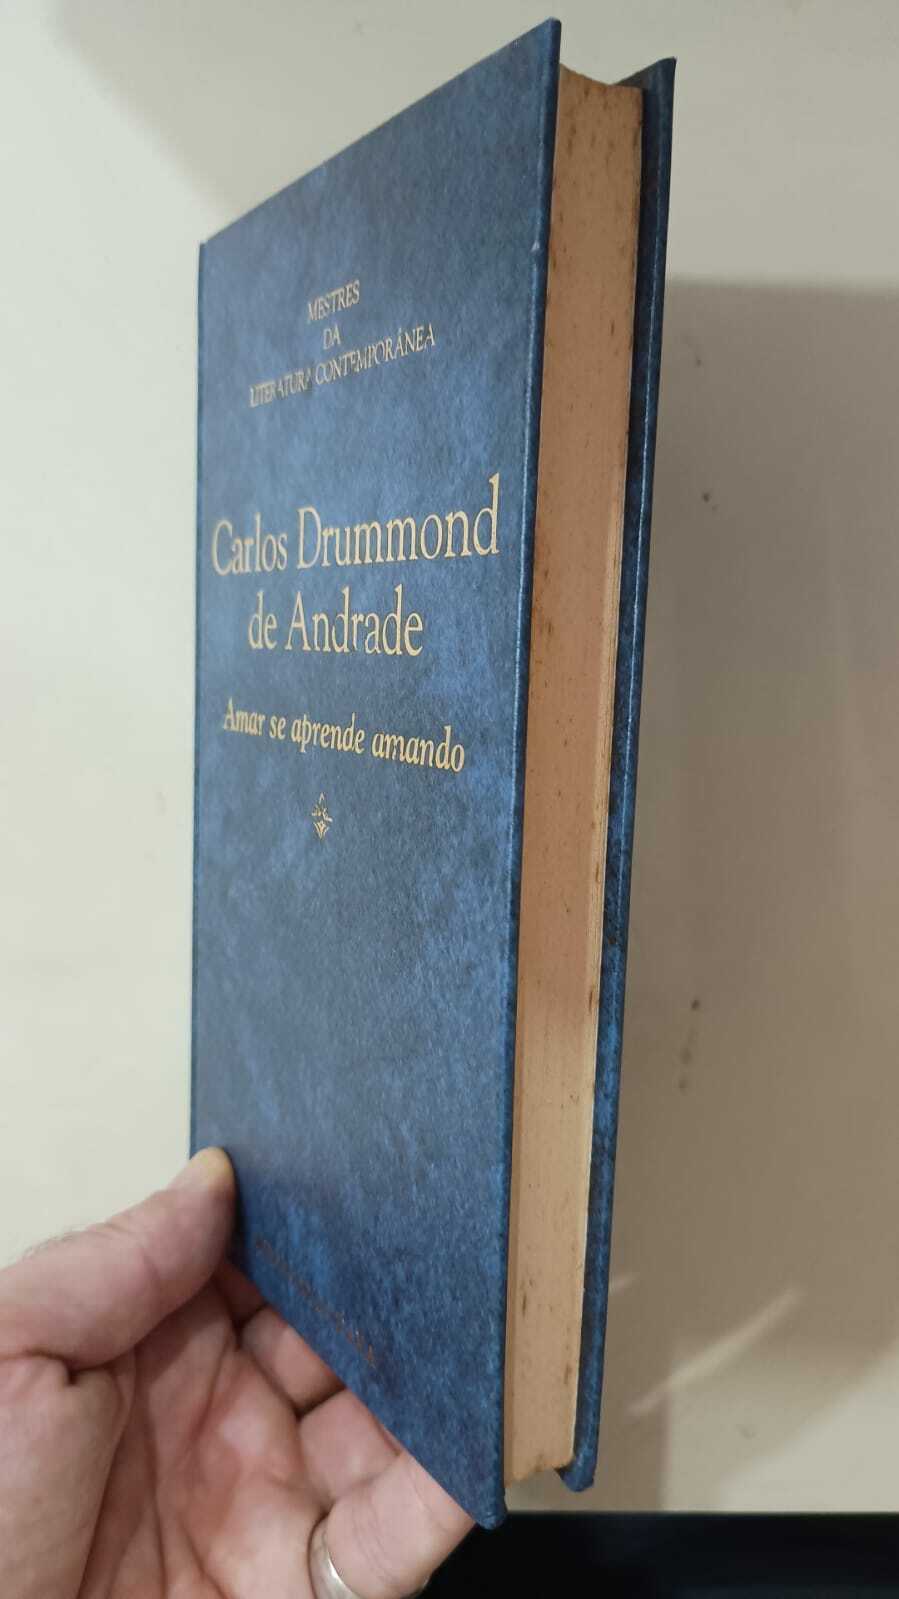 MESTRES
DA
LITERATURA CONTEMPORÂNEA
Carlos Drummond
de Andrade
Amar se aprende amando